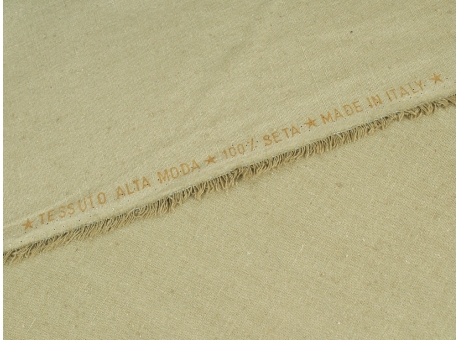 ★ TESSUTO ALTA MODA ★ 100% SETA ★ MADE IN ITALY ★